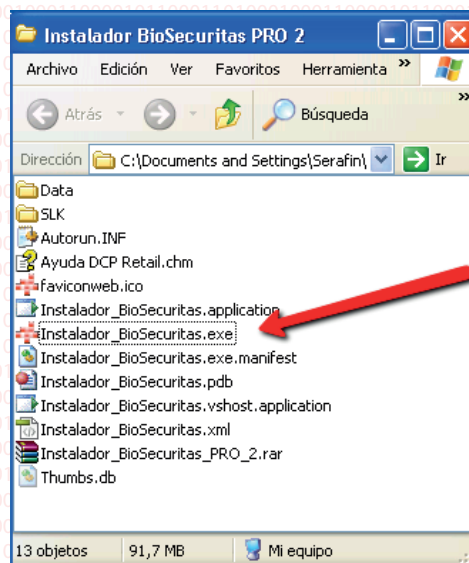 Instalador BioSecuritas PRO 2
Archivo Edición Ver Favoritos Herramienta »
Atrás Búsqueda »
Dirección C:\Documents and Settings\Serafin\ Ir
Data
SLK
Autorun.INF
Ayuda DCP Retail.chm
faviconweb.ico
Instalador_BioSecuritas.application
Instalador_BioSecuritas.exe
Instalador_BioSecuritas.exe.manifest
Instalador_BioSecuritas.pdb
Instalador_BioSecuritas.vshost.application
Instalador_BioSecuritas.xml
Instalador_BioSecuritas_PRO_2.rar
Thumbs.db
13 objetos 91,7 MB Mi equipo